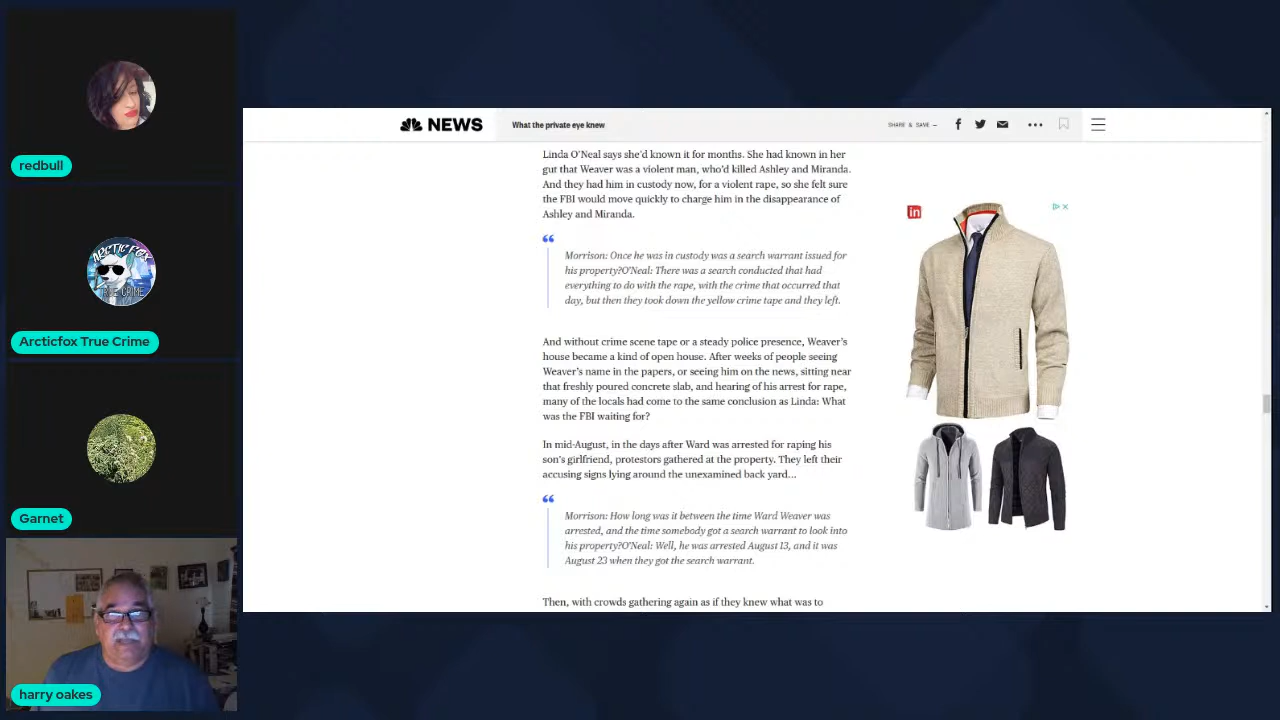 redbull
ARCTIC FOX
TRUE CRIME
Arcticfox True Crime
Garnet
harry oakes
NEWS
What the private eye knew
SHARE & SAVE —
Linda O'Neal says she'd known it for months. She had known in her
gut that Weaver was a violent man, who'd killed Ashley and Miranda.
And they had him in custody now, for a violent rape, so she felt sure
the FBI would move quickly to charge him in the disappearance of
Ashley and Miranda.
Morrison: Once he was in custody was a search warrant issued for
his property?O'Neal: There was a search conducted that had
everything to do with the rape, with the crime that occurred that
day, but then they took down the yellow crime tape and they left.
And without crime scene tape or a steady police presence, Weaver's
house became a kind of open house. After weeks of people seeing
Weaver's name in the papers, or seeing him on the news, sitting near
that freshly poured concrete slab, and hearing of his arrest for rape,
many of the locals had come to the same conclusion as Linda: What
was the FBI waiting for?
In mid-August, in the days after Ward was arrested for raping his
son's girlfriend, protestors gathered at the property. They left their
accusing signs lying around the unexamined back yard...
Morrison: How long was it between the time Ward Weaver was
arrested, and the time somebody got a search warrant to look into
his property?O'Neal: Well, he was arrested August 13, and it was
August 23 when they got the search warrant.
Then, with crowds gathering again as if they knew what was to
in